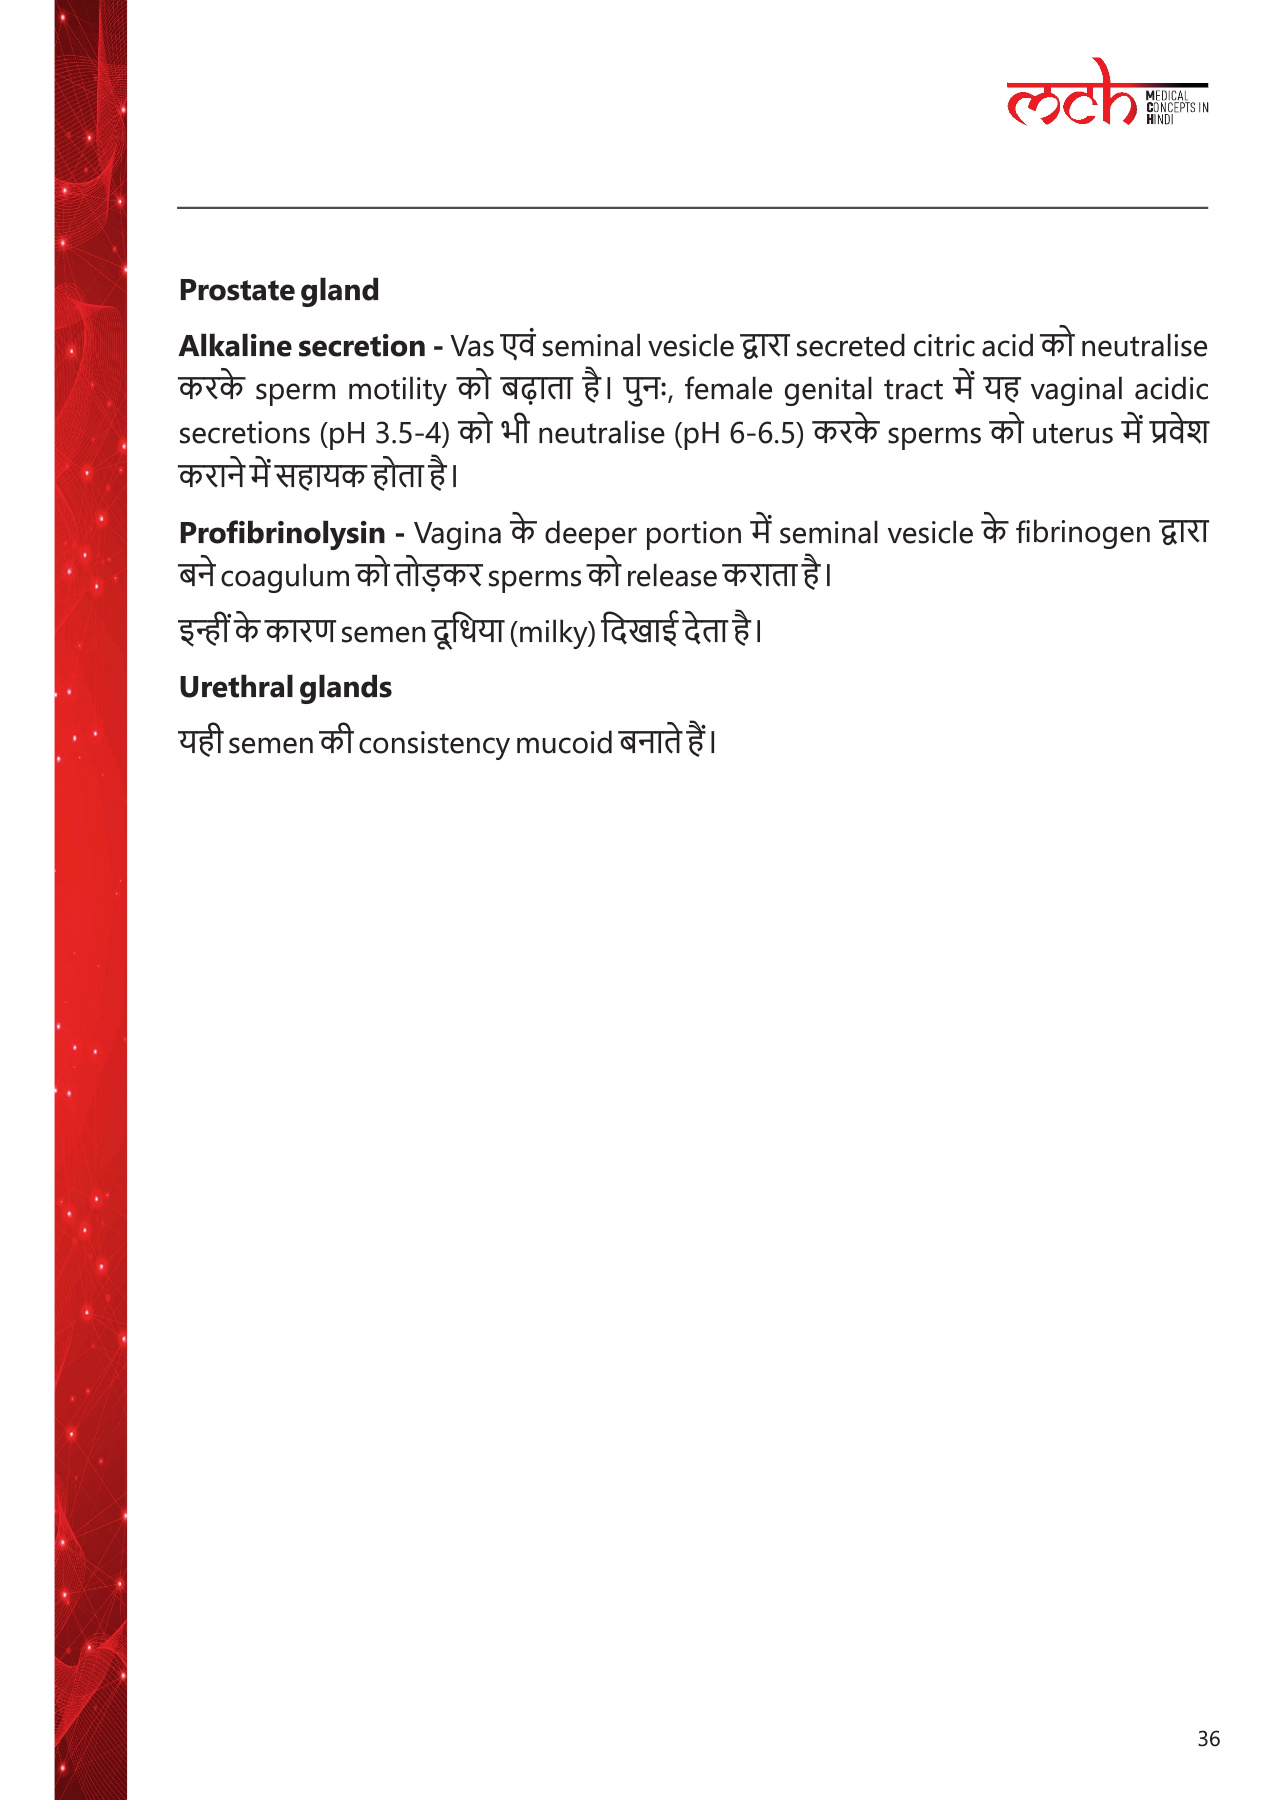 mch MEDICAL
CONCEPTS IN
HINDI
Prostate gland
Alkaline secretion - Vas एवं seminal vesicle द्वारा secreted citric acid को neutralise
करके sperm motility को बढ़ाता है। पुनः, female genital tract में यह vaginal acidic
secretions (pH 3.5-4) को भी neutralise (pH 6-6.5) करके sperms को uterus में प्रवेश
कराने में सहायक होता है।
Profibrinolysin - Vagina के deeper portion में seminal vesicle के fibrinogen द्वारा
बने coagulum को तोड़कर sperms को release कराता है।
इन्हीं के कारण semen दूधिया (milky) दिखाई देता है।
Urethral glands
यही semen की consistency mucoid बनाते हैं।
36